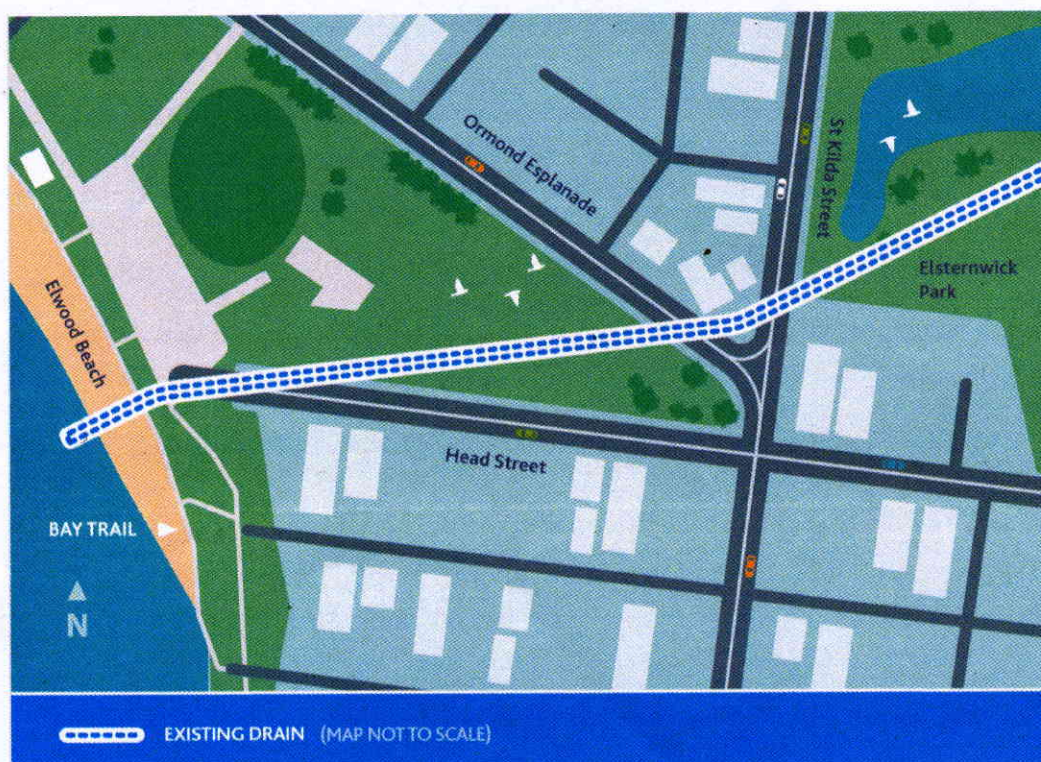 Ormond Esplanade
St Kilda Street
Elsternwick
Park
Elwood Beach
Head Street
BAY TRAIL
N
EXISTING DRAIN (MAP NOT TO SCALE)